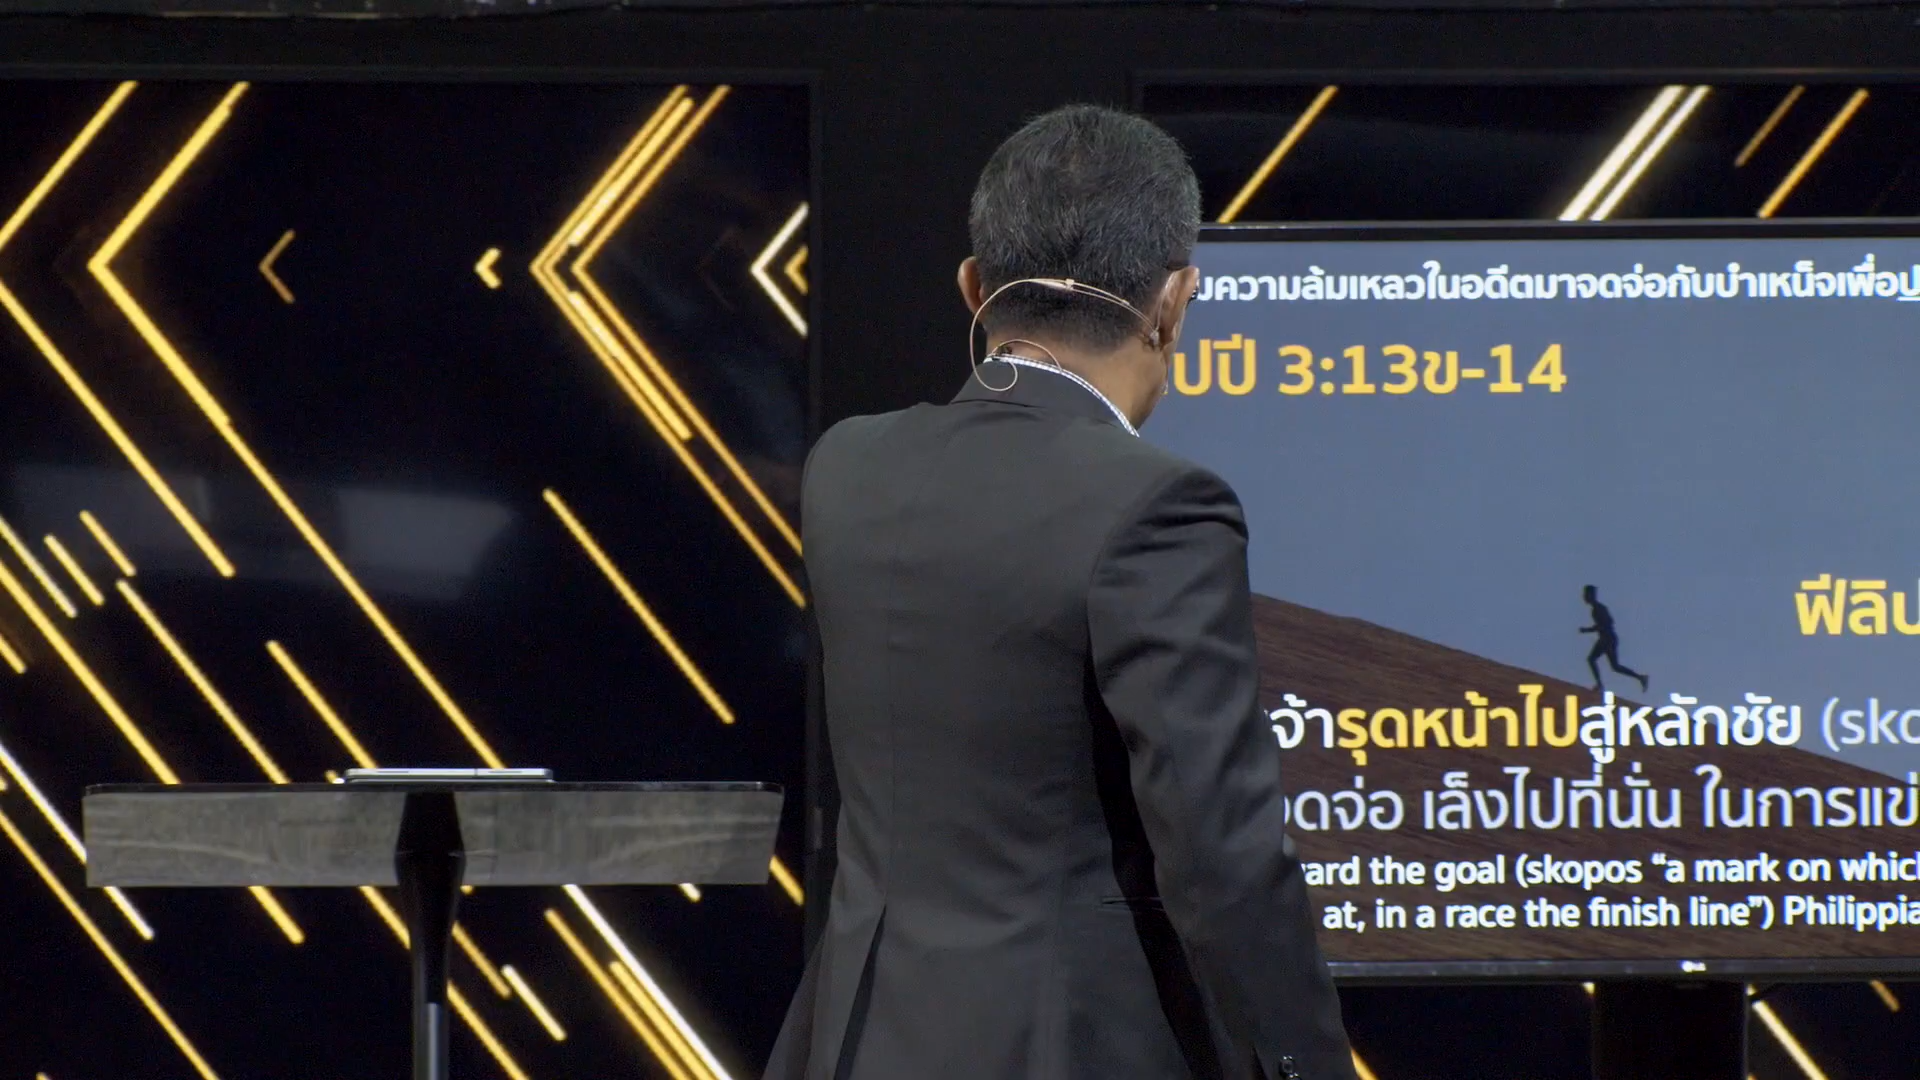 มความล้มเหลวในอดีตมาจดจ่อกับบำเหน็จเพื่อ
ปปี 3:13ข-14
ฟีลิป
จ้ารุดหน้าไปสู่หลักชัย (sko
จดจ่อ เล็งไปที่นั่น ในการแข่
ward the goal (skopos “a mark on which
at, in a race the finish line”) Philippia
LG